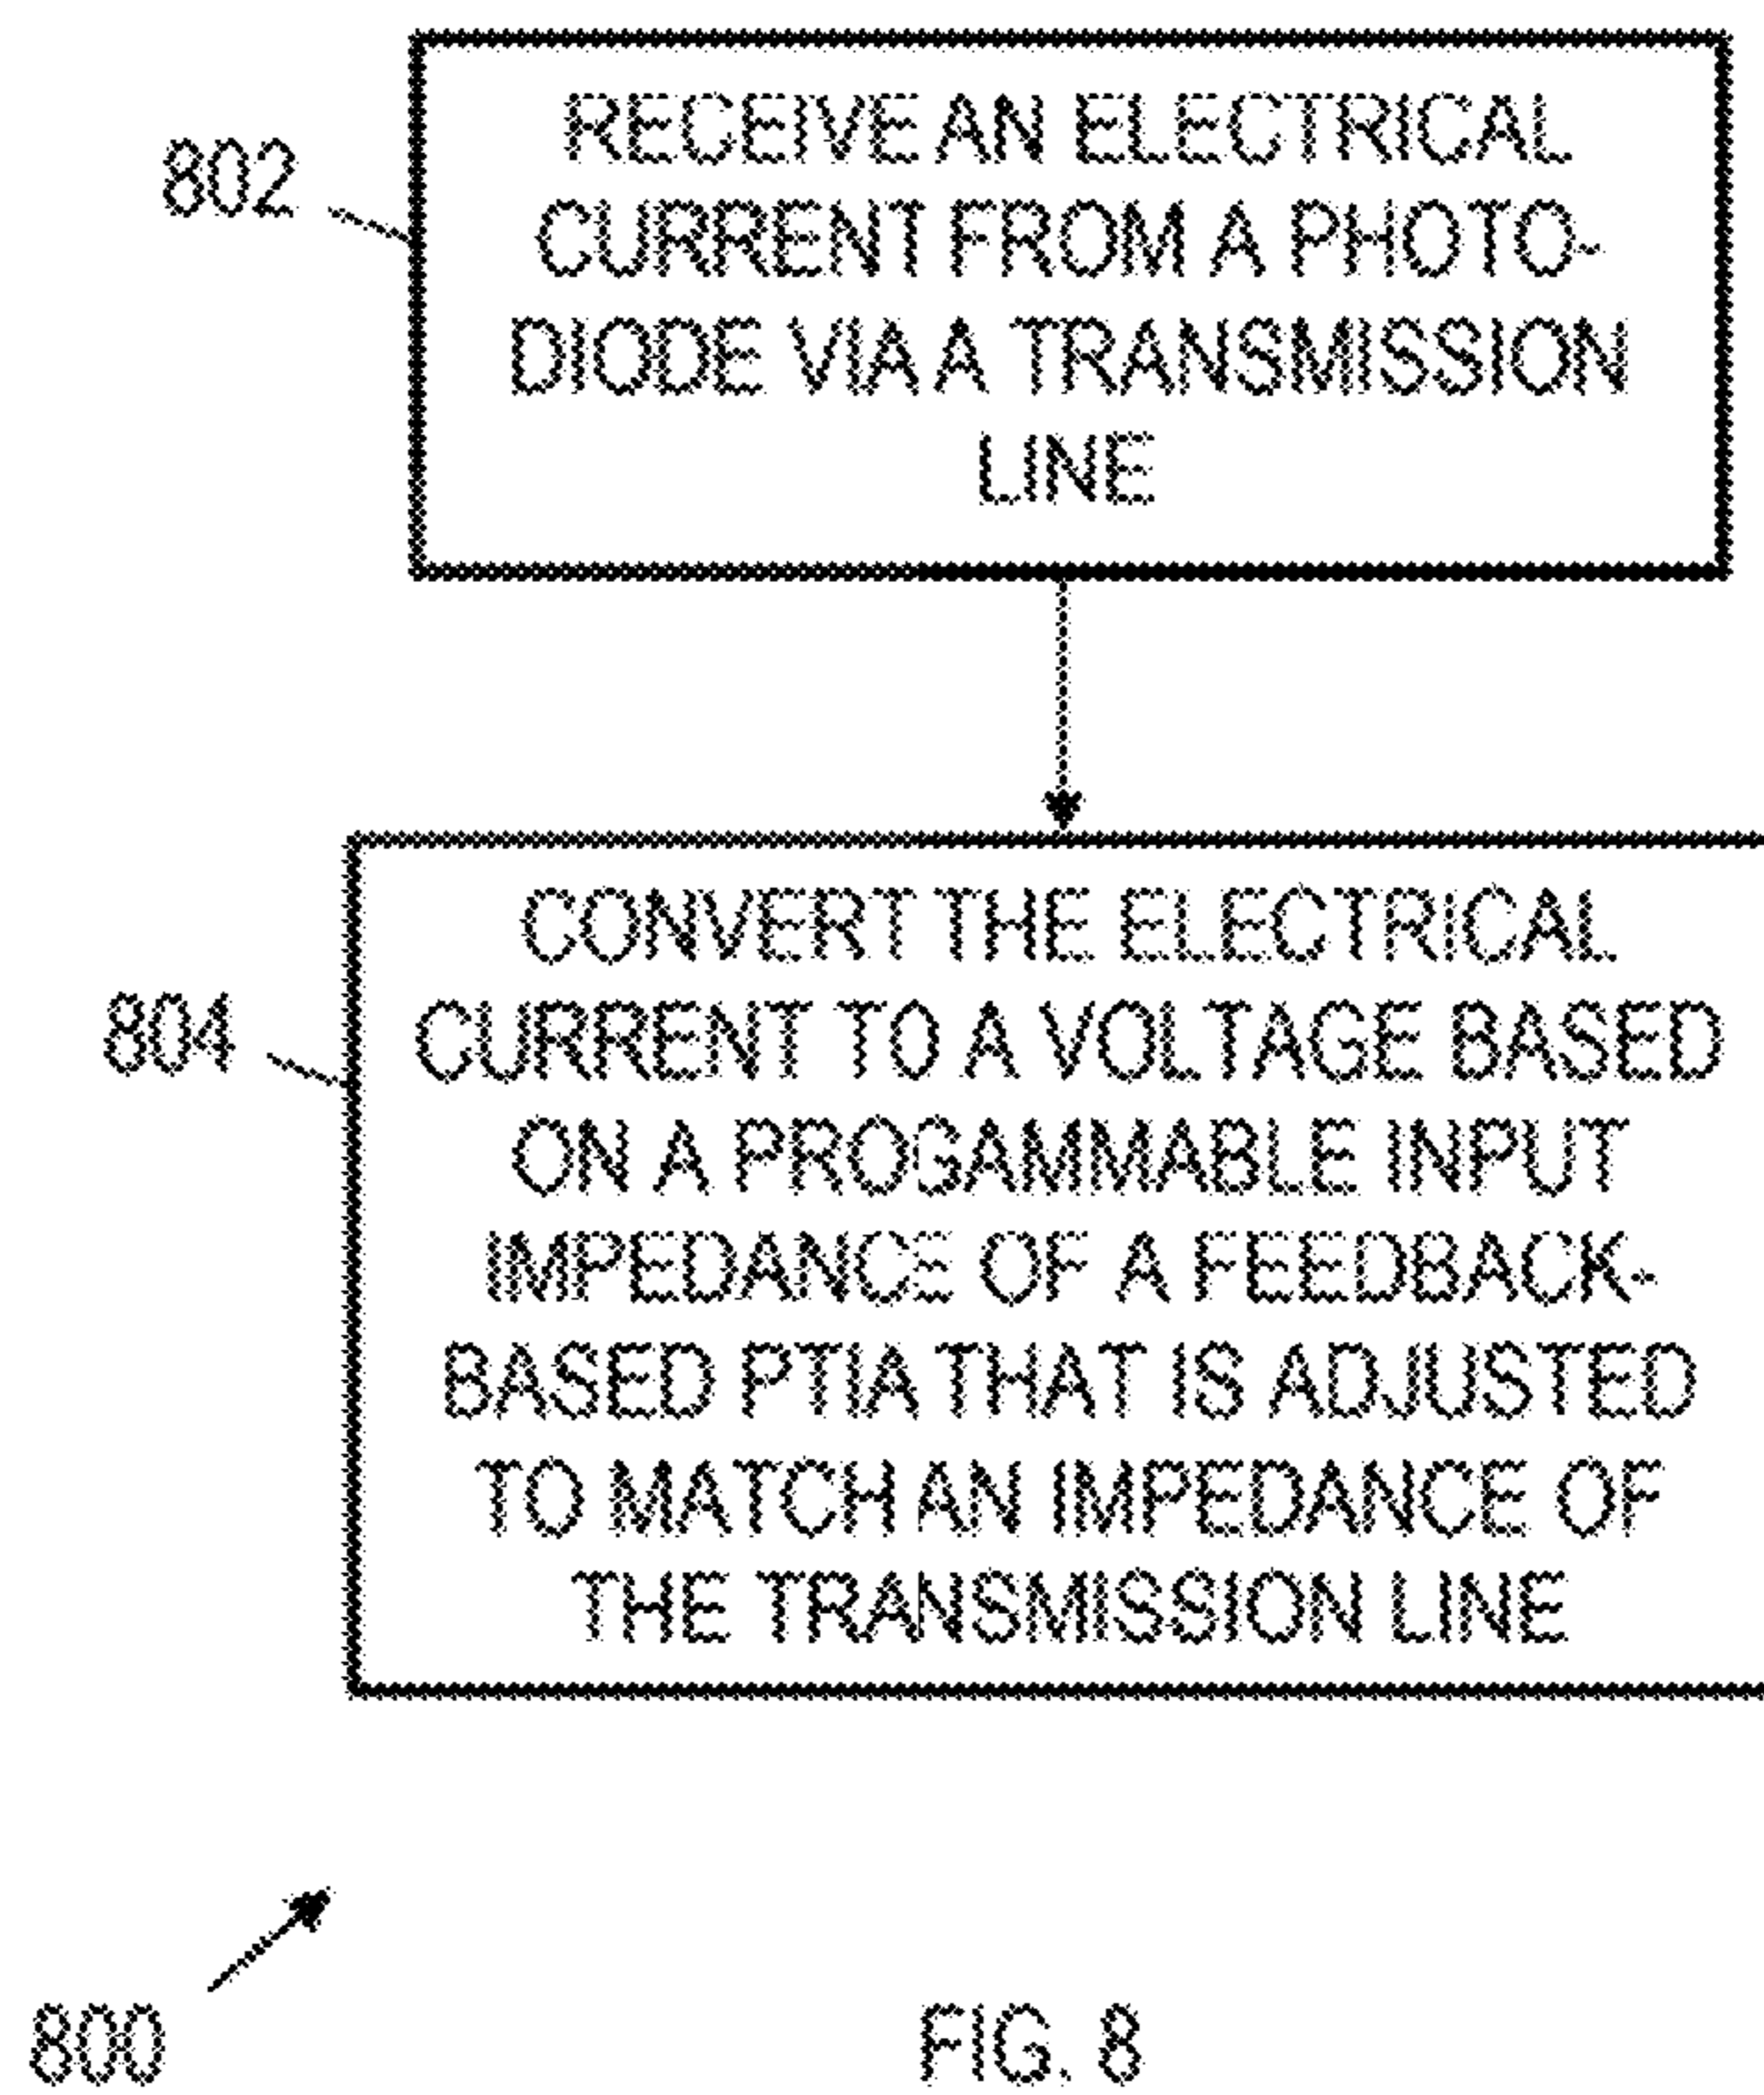 802
RECEIVE AN ELECTRICAL
CURRENT FROM A PHOTO-
DIODE VIA A TRANSMISSION
LINE
804
CONVERT THE ELECTRICAL
CURRENT TO A VOLTAGE BASED
ON A PROGAMMABLE INPUT
IMPEDANCE OF A FEEDBACK-
BASED PTIA THAT IS ADJUSTED
TO MATCH AN IMPEDANCE OF
THE TRANSMISSION LINE
800
FIG. 8